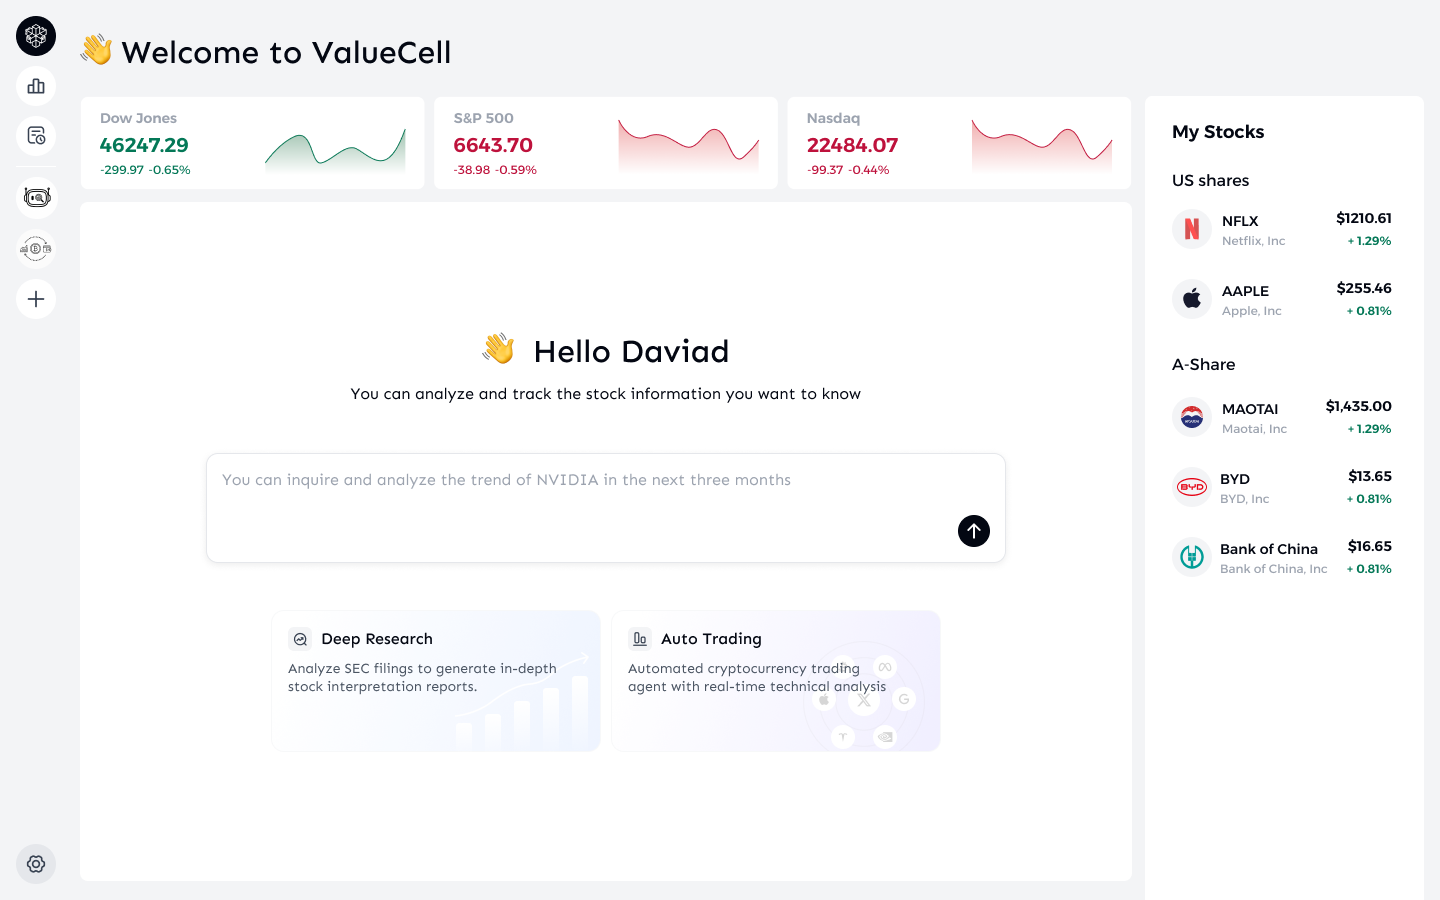 Welcome to ValueCell
Dow Jones
46247.29
-299.97 -0.65%
S&P 500
6643.70
-38.98 -0.59%
Nasdaq
22484.07
-99.37 -0.44%
Hello Daviad
You can analyze and track the stock information you want to know
You can inquire and analyze the trend of NVIDIA in the next three months
Deep Research
Analyze SEC filings to generate in-depth
stock interpretation reports.
Auto Trading
Automated cryptocurrency trading
agent with real-time technical analysis
My Stocks
US shares
NFLX
$1210.61
Netflix, Inc
+ 1.29%
AAPLE
$255.46
Apple, Inc
+ 0.81%
A-Share
MAOTAI
$1,435.00
Maotai, Inc
+ 1.29%
BYD
BYD
$13.65
BYD, Inc
+ 0.81%
Bank of China
$16.65
Bank of China, Inc
+ 0.81%